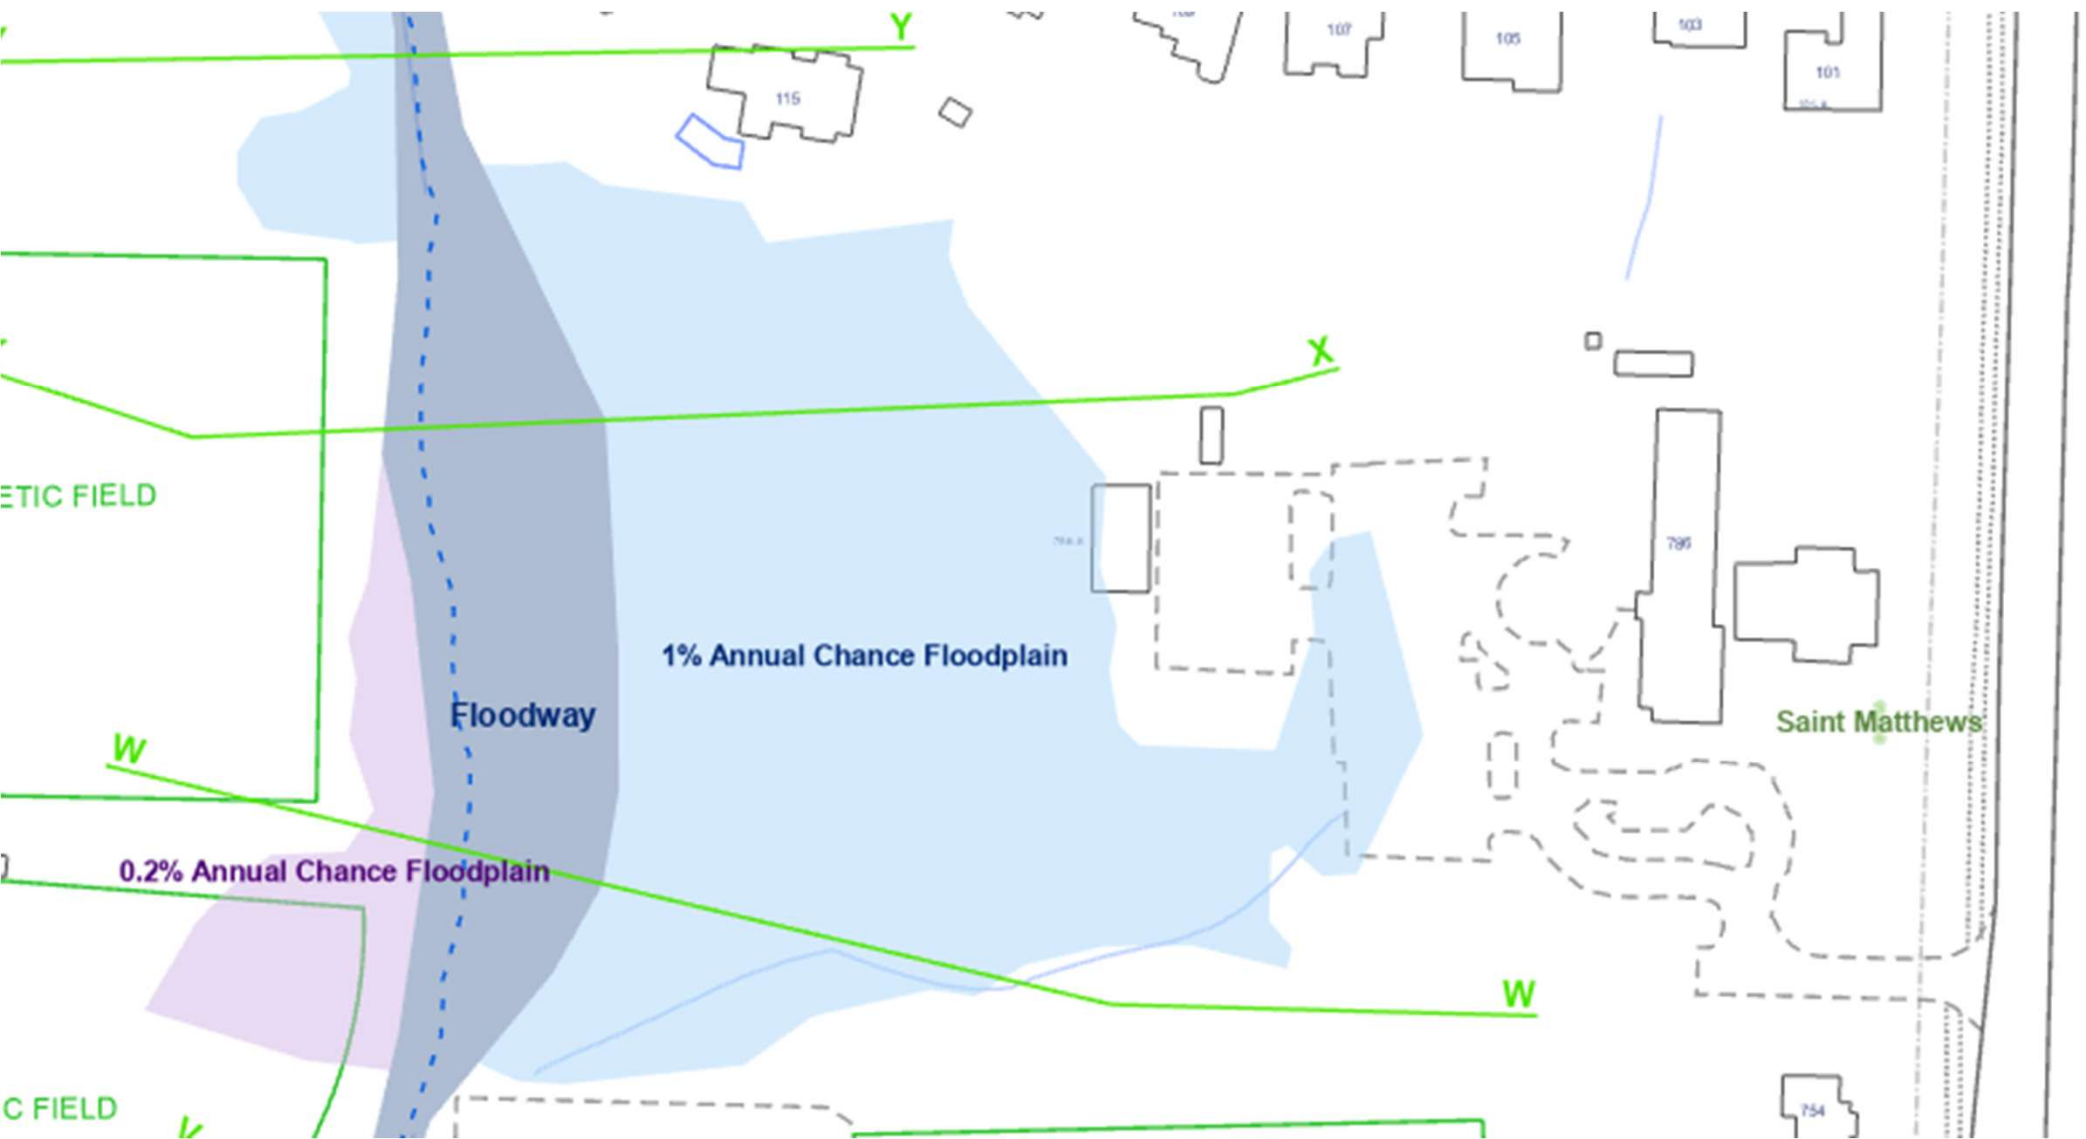 Y
107
105
103
101
115
X
ETIC FIELD
786
1% Annual Chance Floodplain
Floodway
Saint Matthews
W
0.2% Annual Chance Floodplain
W
C FIELD
754